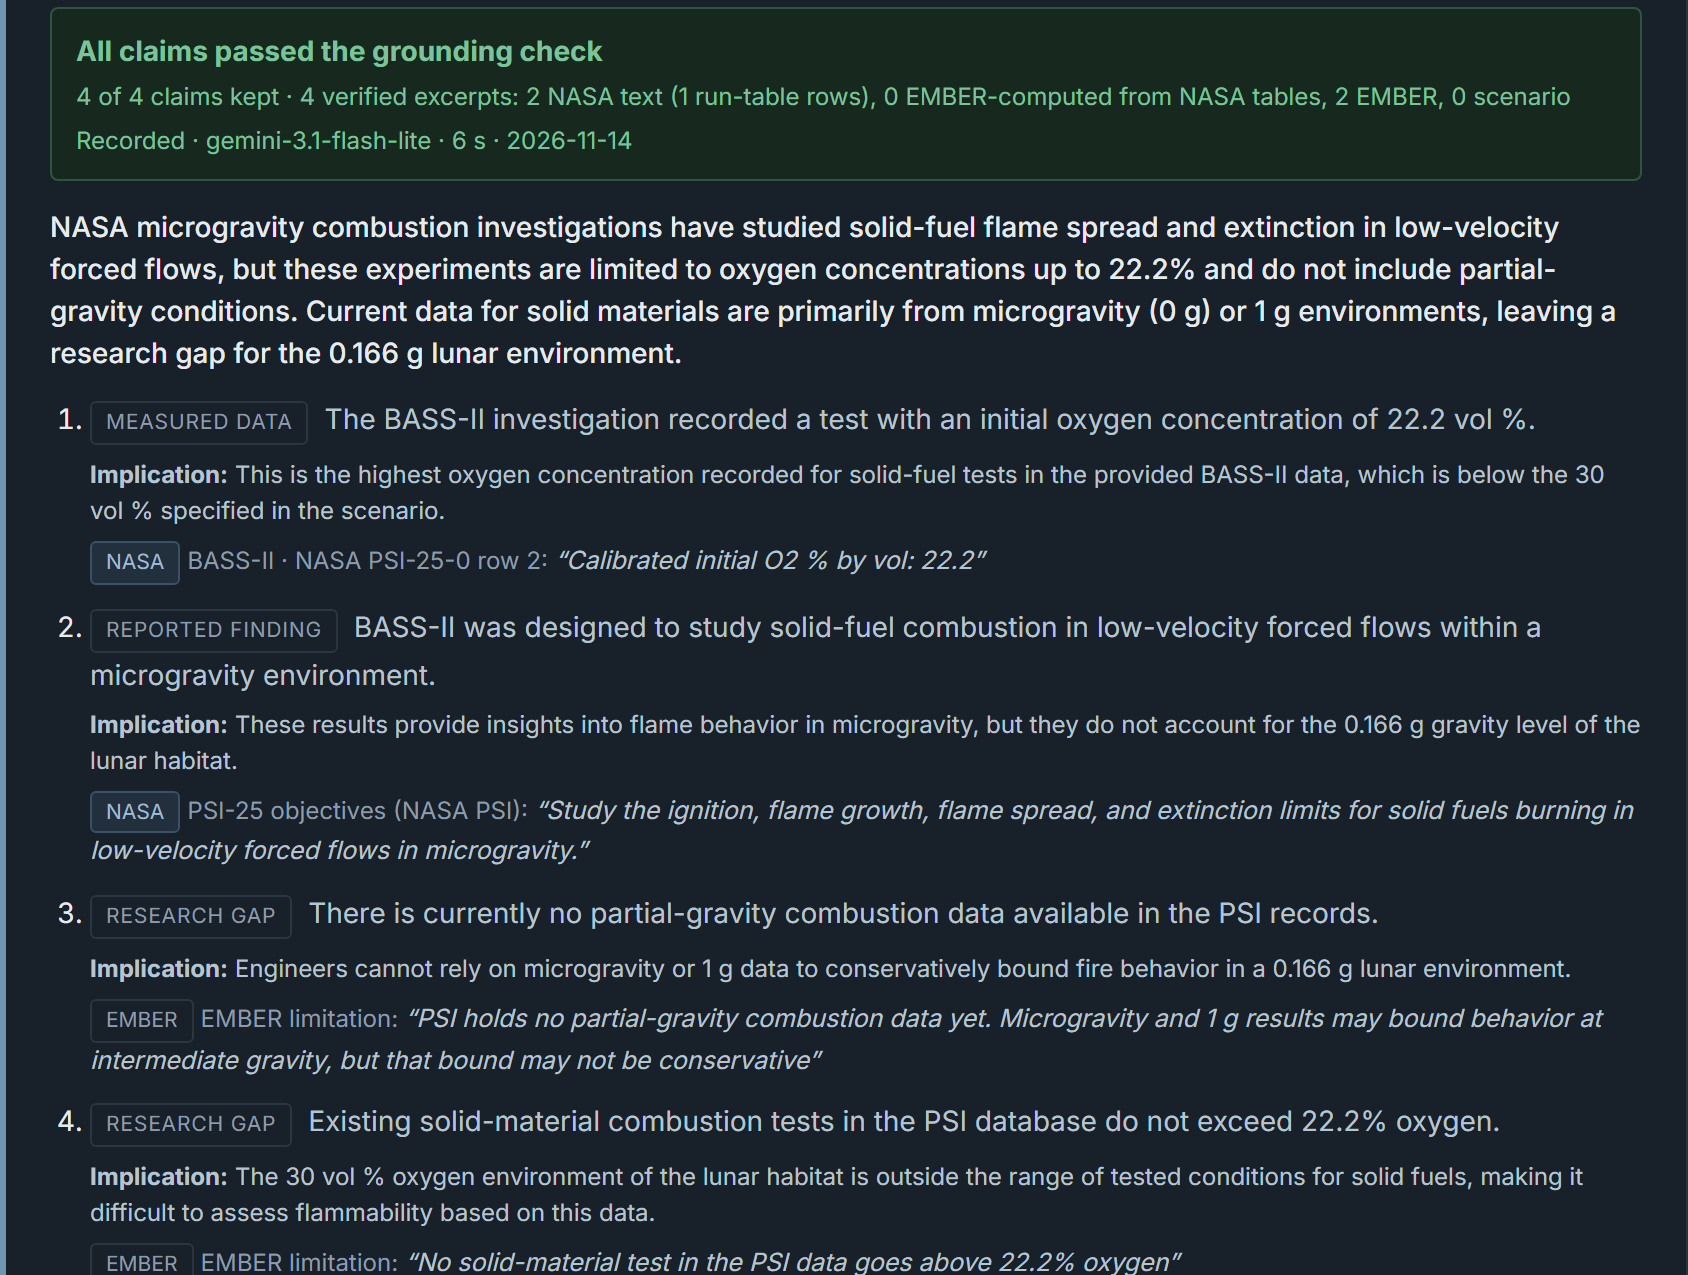 All claims passed the grounding check
4 of 4 claims kept · 4 verified excerpts: 2 NASA text (1 run-table rows), 0 EMBER-computed from NASA tables, 2 EMBER, 0 scenario
Recorded · gemini-3.1-flash-lite · 6 s · 2026-11-14
NASA microgravity combustion investigations have studied solid-fuel flame spread and extinction in low-velocity
forced flows, but these experiments are limited to oxygen concentrations up to 22.2% and do not include partial-
gravity conditions. Current data for solid materials are primarily from microgravity (0 g) or 1 g environments, leaving a
research gap for the 0.166 g lunar environment.
1. MEASURED DATA The BASS-II investigation recorded a test with an initial oxygen concentration of 22.2 vol %.
Implication: This is the highest oxygen concentration recorded for solid-fuel tests in the provided BASS-II data, which is below the 30
vol % specified in the scenario.
NASA BASS-II · NASA PSI-25-0 row 2: “Calibrated initial O2 % by vol: 22.2”
2. REPORTED FINDING BASS-II was designed to study solid-fuel combustion in low-velocity forced flows within a
microgravity environment.
Implication: These results provide insights into flame behavior in microgravity, but they do not account for the 0.166 g gravity level of the
lunar habitat.
NASA PSI-25 objectives (NASA PSI): “Study the ignition, flame growth, flame spread, and extinction limits for solid fuels burning in
low-velocity forced flows in microgravity.”
3. RESEARCH GAP There is currently no partial-gravity combustion data available in the PSI records.
Implication: Engineers cannot rely on microgravity or 1 g data to conservatively bound fire behavior in a 0.166 g lunar environment.
EMBER EMBER limitation: “PSI holds no partial-gravity combustion data yet. Microgravity and 1 g results may bound behavior at
intermediate gravity, but that bound may not be conservative”
4. RESEARCH GAP Existing solid-material combustion tests in the PSI database do not exceed 22.2% oxygen.
Implication: The 30 vol % oxygen environment of the lunar habitat is outside the range of tested conditions for solid fuels, making it
difficult to assess flammability based on this data.
EMBER EMBER limitation: “No solid-material test in the PSI data goes above 22.2% oxygen”